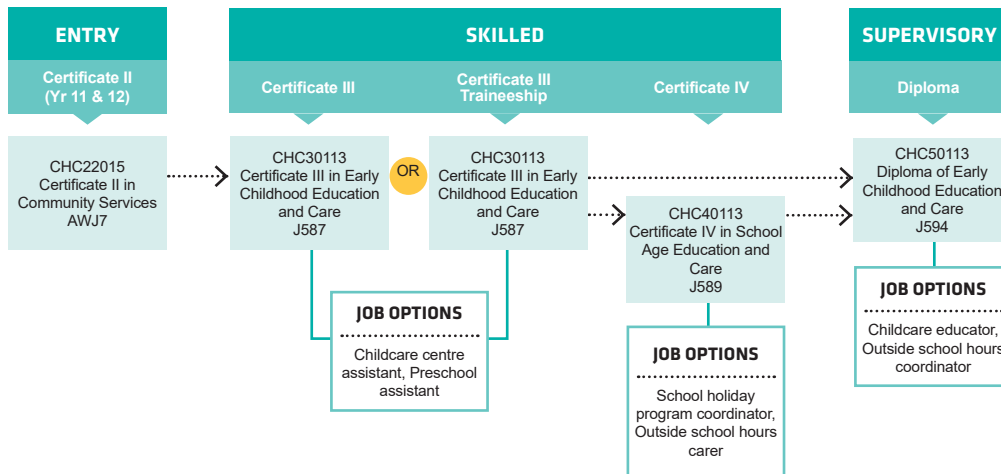 ENTRY
SKILLED
SUPERVISORY
Certificate II
(Yr 11 & 12)
Certificate III
Certificate III
Traineeship
Certificate IV
Diploma
CHC22015
Certificate II in
Community Services
AWJ7
CHC30113
Certificate III in Early
Childhood Education
and Care
J587
OR
CHC30113
Certificate III in Early
Childhood Education
and Care
J587
CHC40113
Certificate IV in School
Age Education and
Care
J589
CHC50113
Diploma of Early
Childhood Education
and Care
J594
JOB OPTIONS
Childcare centre
assistant, Preschool
assistant
JOB OPTIONS
School holiday
program coordinator,
Outside school hours
carer
JOB OPTIONS
Childcare educator,
Outside school hours
coordinator